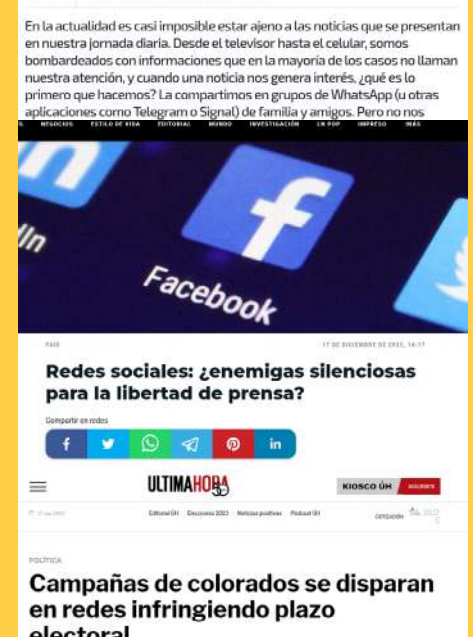 En la actualidad es casi imposible estar ajeno a las noticias que se presentan
en nuestra jornada diaria. Desde el televisor hasta el celular, somos
bombardeados con informaciones que en la mayoría de los casos no llaman
nuestra atención, y cuando una noticia nos genera interés, ¿qué es lo
primero que hacemos? La compartimos en grupos de WhatsApp (u otras
aplicaciones como Telegram o Signal) de familia y amigos. Pero no nos
NEGOCIOS ESTILO DE VIDA EDITORIAL MUNDO INVESTIGACIÓN LN POP IMPRESO MÁS
in
In
f
Facebook
PAÍS 17 DE DICIEMBRE DE 2022, 14:17
Redes sociales: ¿enemigas silenciosas
para la libertad de prensa?
Compartir en redes
f in
ULTIMAHORA
KIOSCO ÚH
Editorial ÚH Elecciones 2023 Noticias positivas Podcast ÚH COTIZACIÓN
POLÍTICA
Campañas de colorados se disparan
en redes infringiendo plazo
electoral